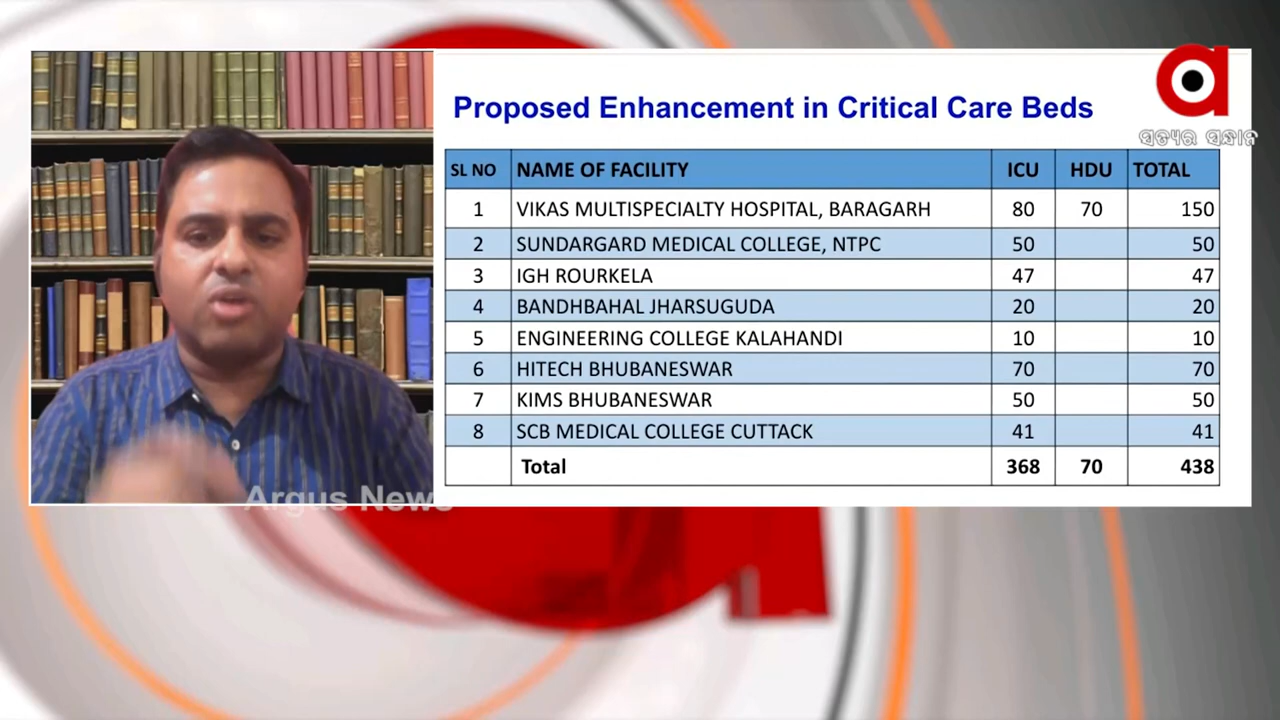 ସତ୍ୟର ସନ୍ଧାନ
Proposed Enhancement in Critical Care Beds
SL NO NAME OF FACILITY ICU HDU TOTAL
1 VIKAS MULTISPECIALTY HOSPITAL, BARAGARH 80 70 150
2 SUNDARGARD MEDICAL COLLEGE, NTPC 50 50
3 IGH ROURKELA 47 47
4 BANDHBAHAL JHARSUGUDA 20 20
5 ENGINEERING COLLEGE KALAHANDI 10 10
6 HITECH BHUBANESWAR 70 70
7 KIMS BHUBANESWAR 50 50
8 SCB MEDICAL COLLEGE CUTTACK 41 41
Total 368 70 438
Argus News